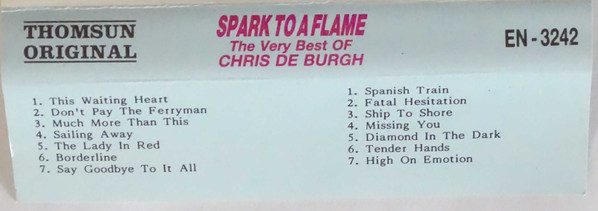 THOMSUN
ORIGINAL
SPARK TO A FLAME
The Very Best OF
CHRIS DE BURGH
EN - 3242
1. This Waiting Heart
2. Don't Pay The Ferryman
3. Much More Than This
4. Sailing Away
5. The Lady In Red
6. Borderline
7. Say Goodbye To It All
1. Spanish Train
2. Fatal Hesitation
3. Ship To Shore
4. Missing You
5. Diamond In The Dark
6. Tender Hands
7. High On Emotion